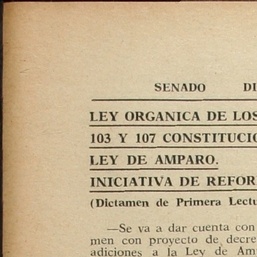 SENADO DI
LEY ORGANICA DE LOS
103 Y 107 CONSTITUCIO
LEY DE AMPARO.
INICIATIVA DE REFOR
(Dictamen de Primera Lectu
—Se va a dar cuenta con
men con proyecto de decre
adiciones a la Ley de Am